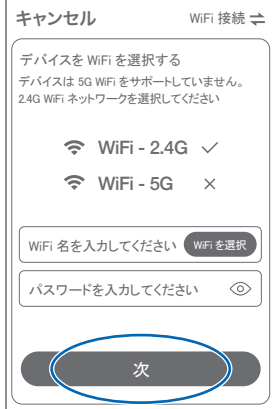 キャンセル WiFi 接続
デバイスを WiFi を選択する
デバイスは 5G WiFi をサポートしていません。
2.4G WiFi ネットワークを選択してください
WiFi - 2.4G ✓
WiFi - 5G ×
WiFi 名を入力してください WiFi を選択
パスワードを入力してください
次